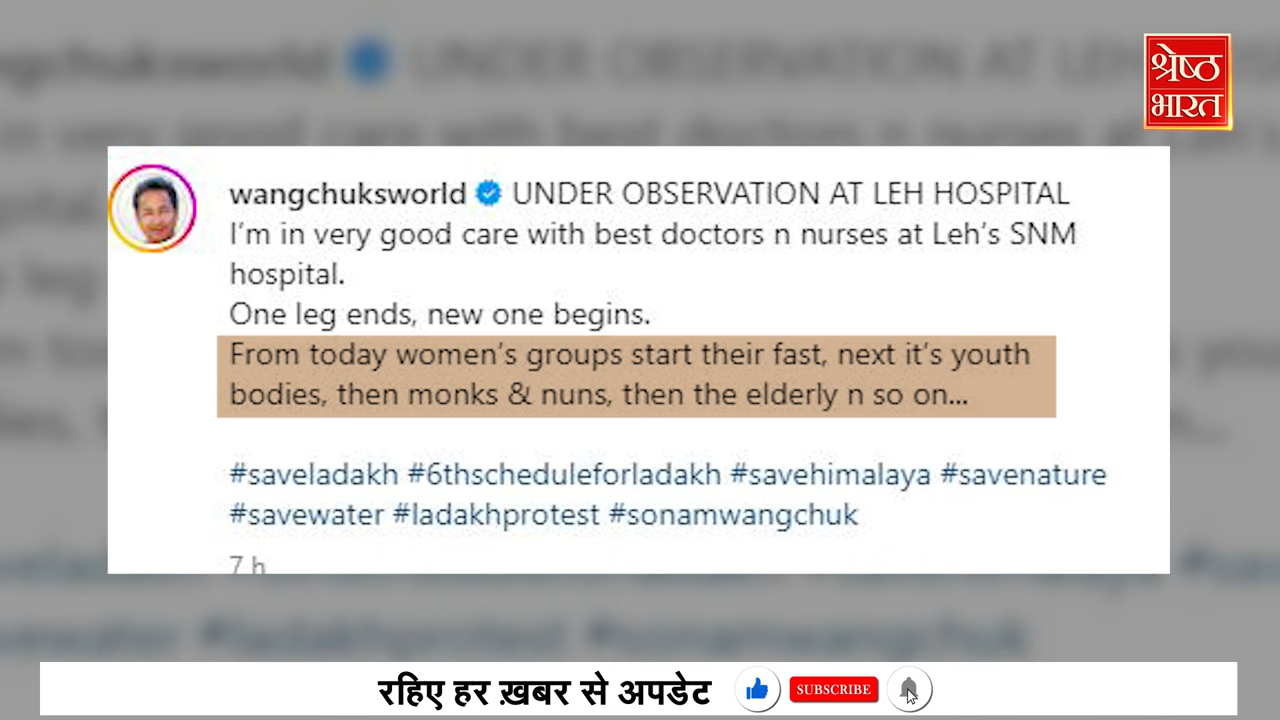 श्रेष्ठ
भारत
wangchuksworld UNDER OBSERVATION AT LEH HOSPITAL
I'm in very good care with best doctors n nurses at Leh's SNM
hospital.
One leg ends, new one begins.
From today women's groups start their fast, next it's youth
bodies, then monks & nuns, then the elderly n so on...
#saveladakh #6thscheduleforladakh #savehimalaya #savenature
#savewater #ladakhprotest #sonamwangchuk
7 h
रहिए हर ख़बर से अपडेट SUBSCRIBE